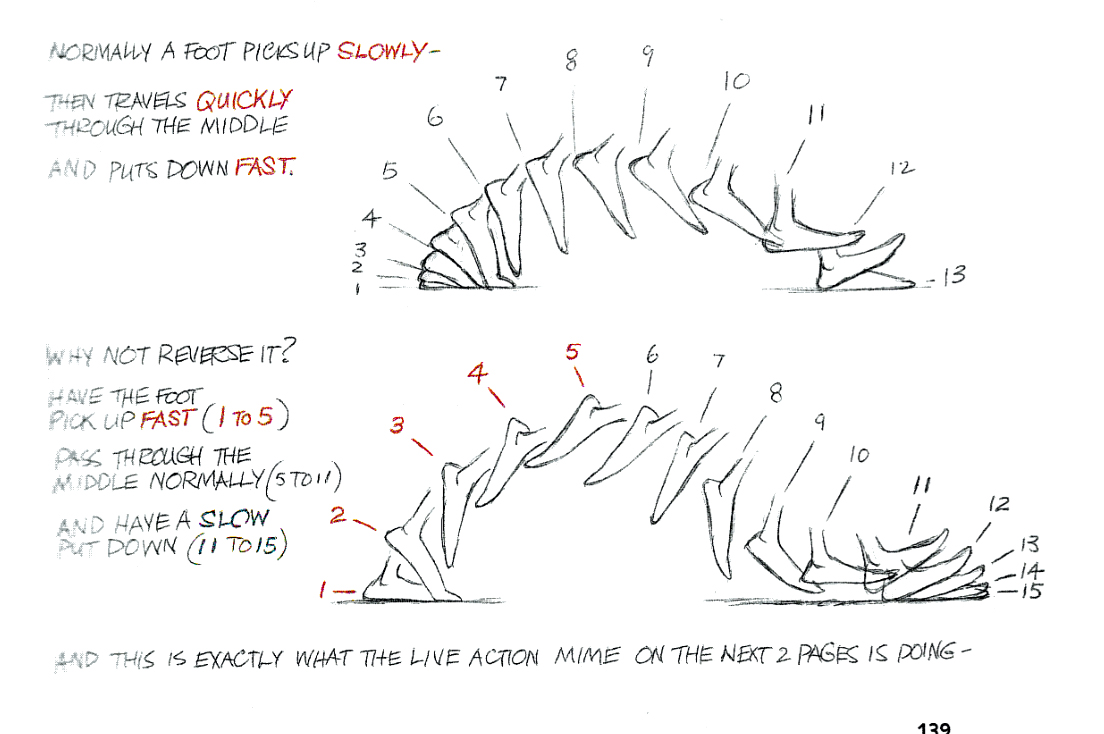 NORMALLY A FOOT PICKS UP SLOWLY-
THEN TRAVELS QUICKLY
THROUGH THE MIDDLE
AND PUTS DOWN FAST.
1
2
3
4
5
6
7
8
9
10
11
12
-13
WHY NOT REVERSE IT?
HAVE THE FOOT
PICK UP FAST (1 TO 5)
PASS THROUGH THE
MIDDLE NORMALLY (5 TO 11)
AND HAVE A SLOW
PUT DOWN (11 TO 15)
1
2
3
4
5
6
7
8
9
10
11
12
13
14
15
AND THIS IS EXACTLY WHAT THE LIVE ACTION MIME ON THE NEXT 2 PAGES IS DOING-
139